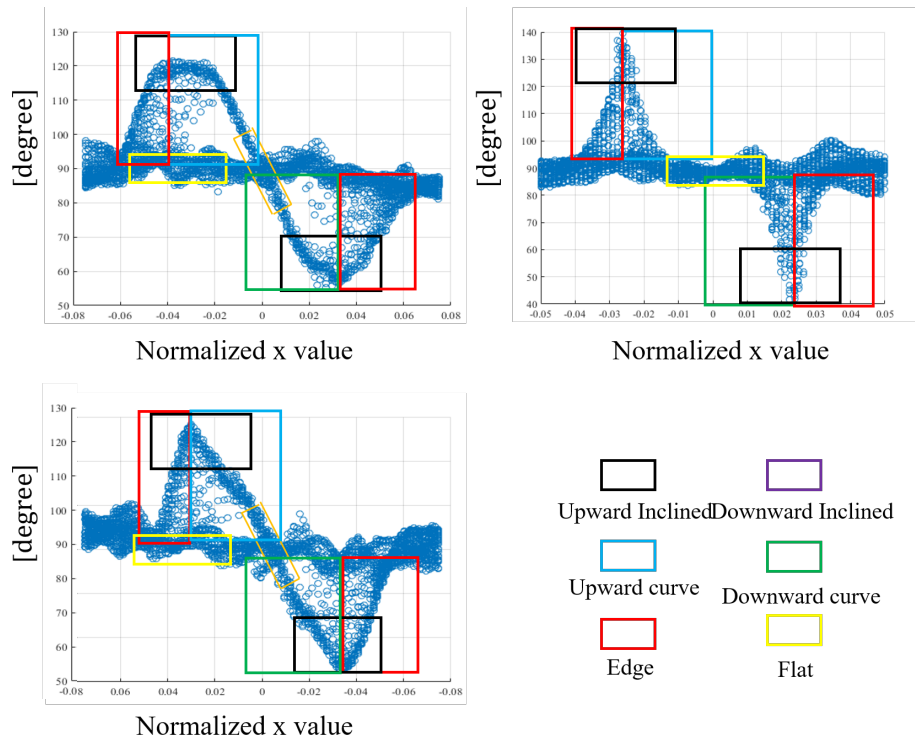 130
120
110
100
90
80
70
60
50
-0.08 -0.06 -0.04 -0.02 0 0.02 0.04 0.06 0.08
[degree]
Normalized x value
140
130
120
110
100
90
80
70
60
50
40
-0.05 -0.04 -0.03 -0.02 -0.01 0 0.01 0.02 0.03 0.04 0.05
[degree]
Normalized x value
130
120
110
100
90
80
70
60
50
0.08 0.06 0.04 0.02 0 -0.02 -0.04 -0.06 -0.08
[degree]
Normalized x value
Upward Inclined
Downward Inclined
Upward curve
Downward curve
Edge
Flat